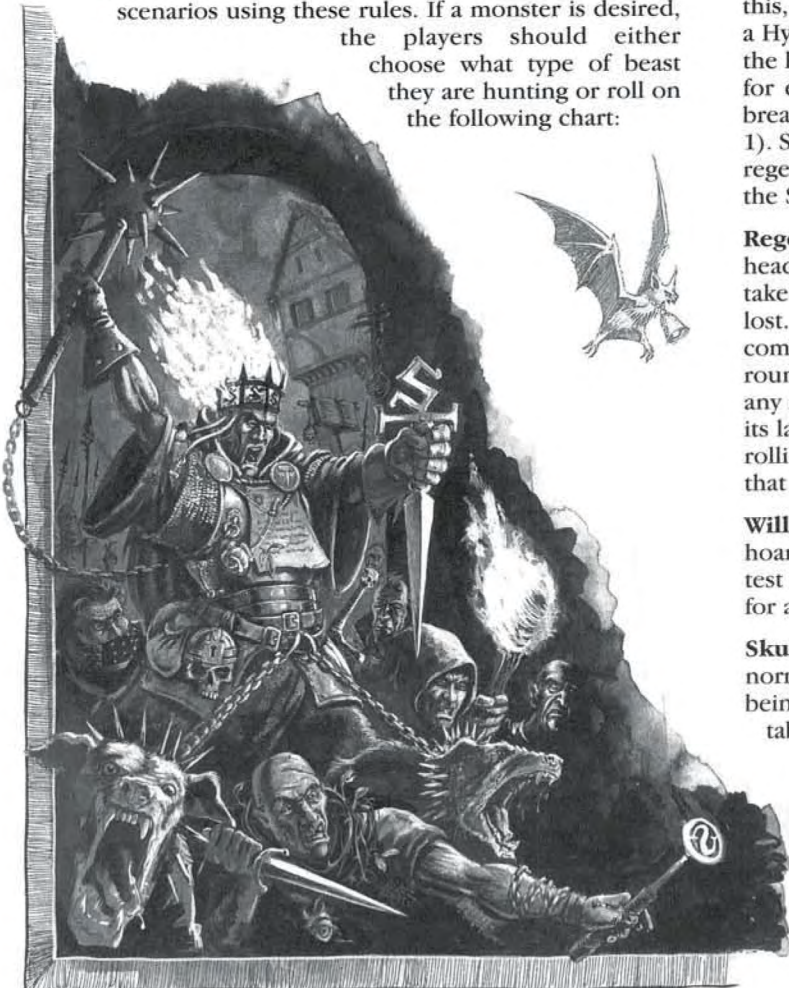 scenarios using these rules. If a monster is desired,
the players should either
choose what type of beast
they are hunting or roll on
the following chart:
this,
a Hy
the
for
brea
1). S
rege
the S
Rego
head
take
lost.
com
roun
any
its la
rolli
that
Will
hoar
test
for a
Sku
norr
bein
tal